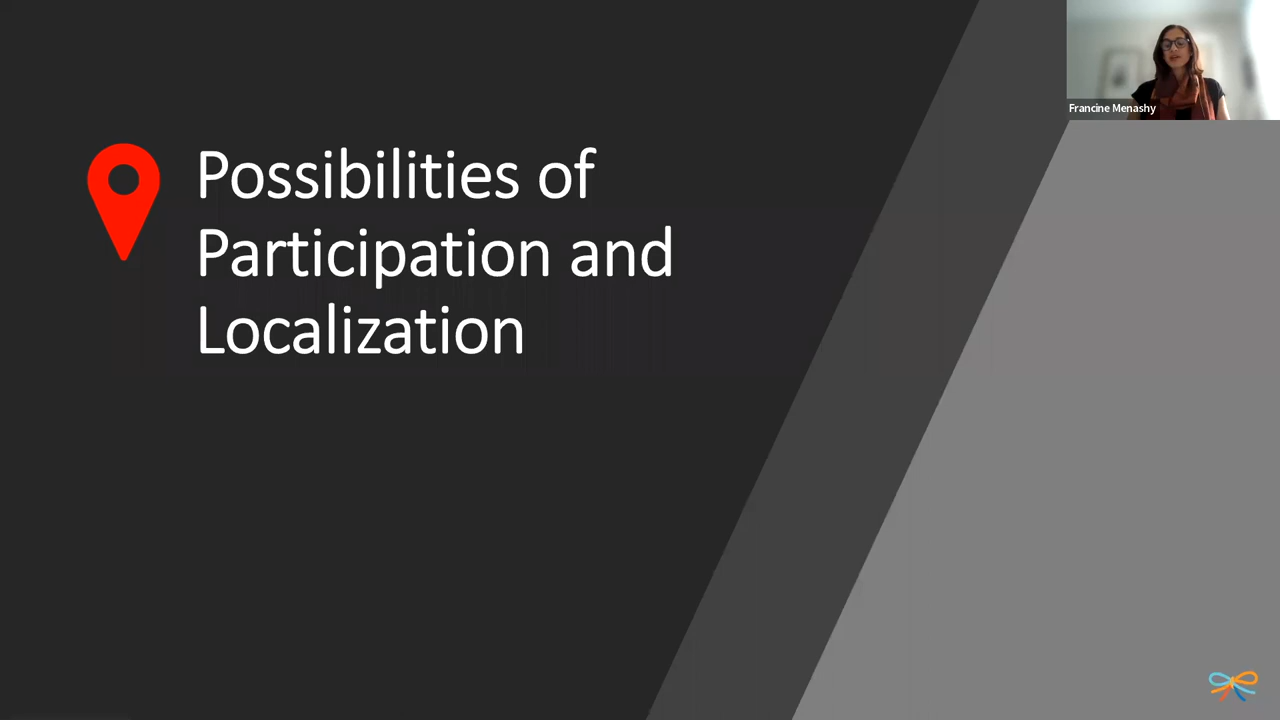 Possibilities of
Participation and
Localization
Francine Menashy